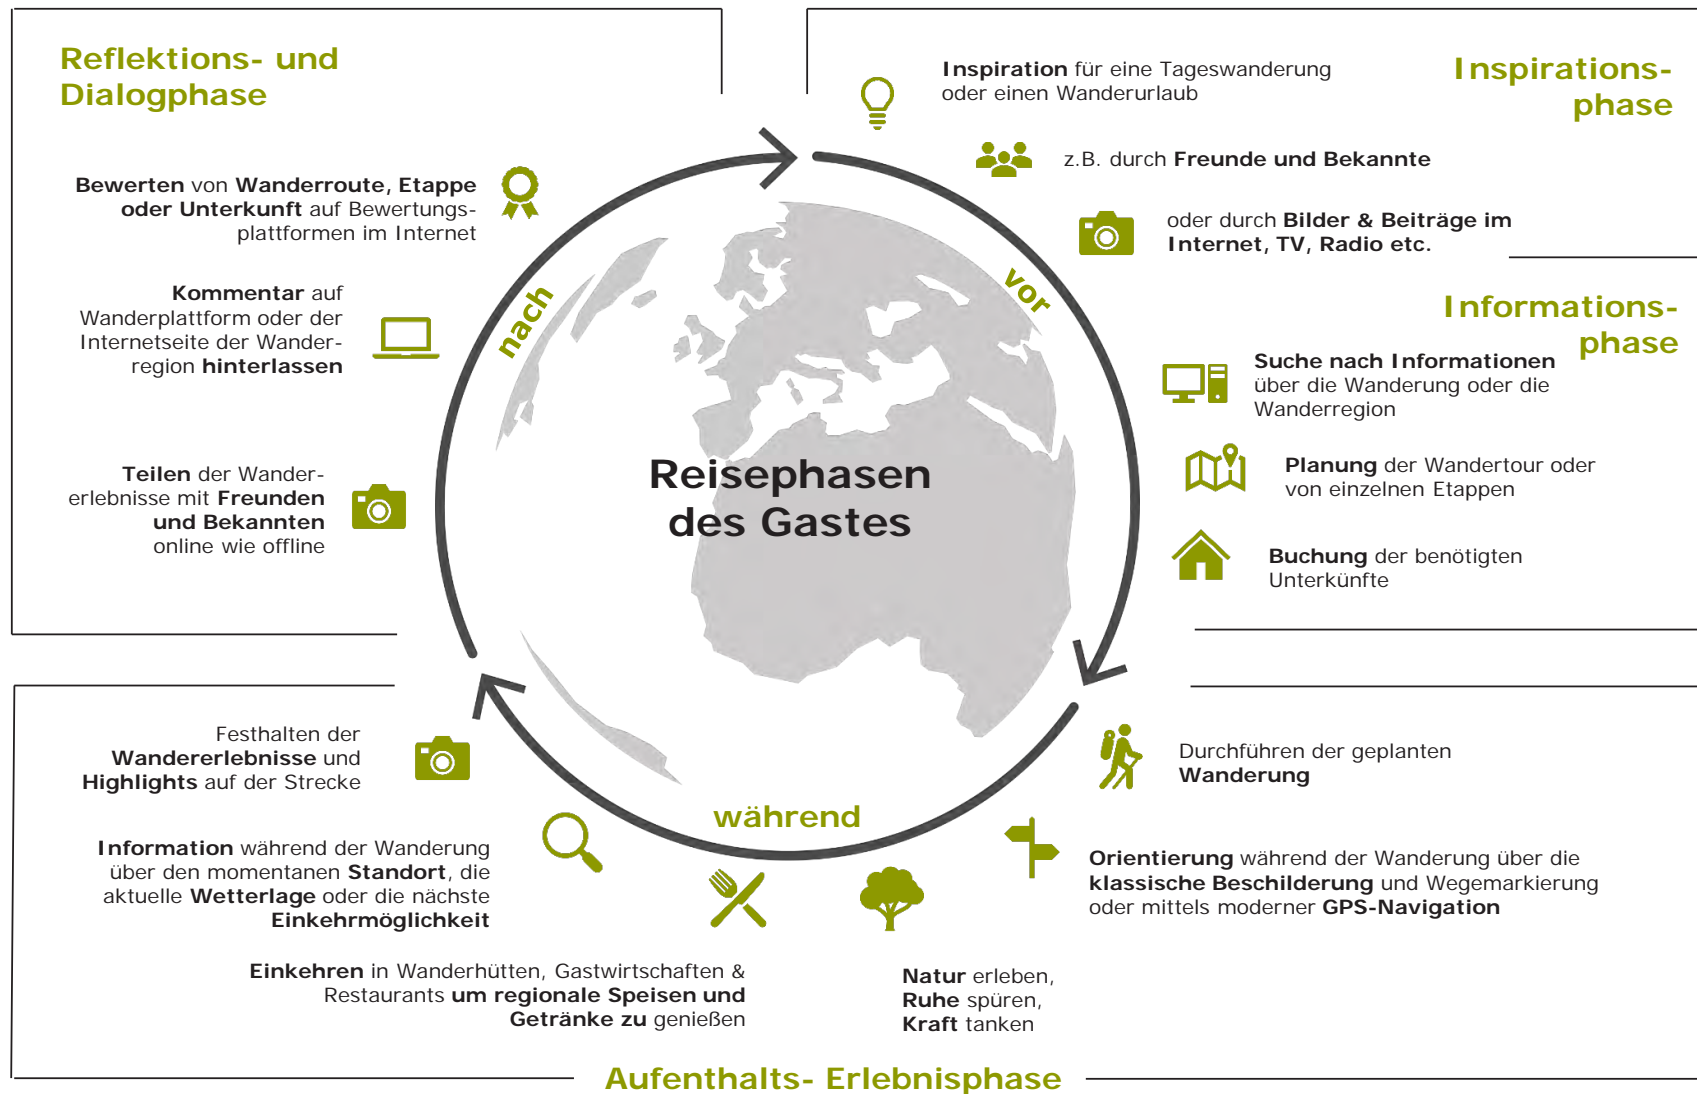 Reflektions- und
Dialogphase
Bewerten von Wanderroute, Etappe
oder Unterkunft auf Bewertungs-
plattformen im Internet
Kommentar auf
Wanderplattform oder der
Internetseite der Wander-
region hinterlassen
Teilen der Wander-
erlebnisse mit Freunden
und Bekannten
online wie offline
Inspirations-
phase
Inspiration für eine Tageswanderung
oder einen Wanderurlaub
z.B. durch Freunde und Bekannte
oder durch Bilder & Beiträge im
Internet, TV, Radio etc.
Informations-
phase
Suche nach Informationen
über die Wanderung oder die
Wanderregion
Planung der Wandertour oder
von einzelnen Etappen
Buchung der benötigten
Unterkünfte
nach
vor
Reisephasen
des Gastes
während
Durchführen der geplanten
Wanderung
Orientierung während der Wanderung über die
klassische Beschilderung und Wegemarkierung
oder mittels moderner GPS-Navigation
Natur erleben,
Ruhe spüren,
Kraft tanken
Einkehren in Wanderhütten, Gastwirtschaften &
Restaurants um regionale Speisen und
Getränke zu genießen
Information während der Wanderung
über den momentanen Standort, die
aktuelle Wetterlage oder die nächste
Einkehrmöglichkeit
Festhalten der
Wandererlebnisse und
Highlights auf der Strecke
Aufenthalts- Erlebnisphase